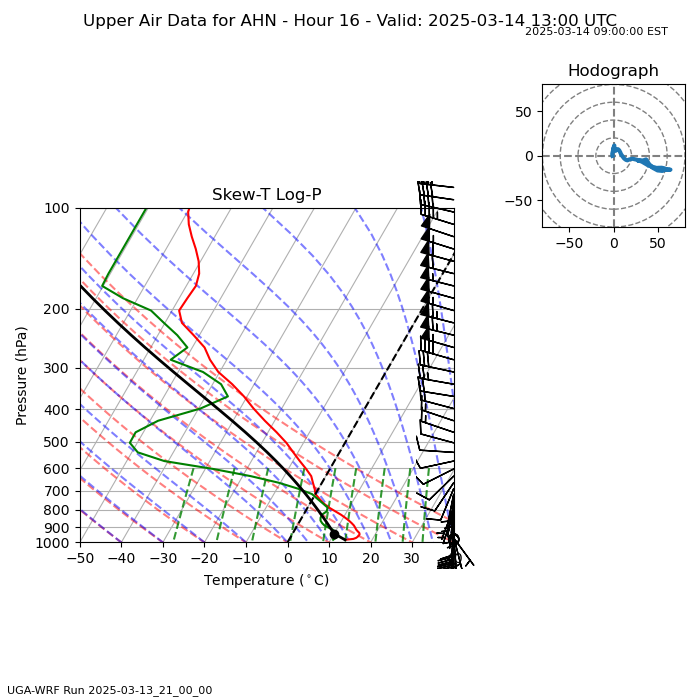 Upper Air Data for AHN - Hour 16 - Valid: 2025-03-14 13:00 UTC
2025-03-14 09:00:00 EST
Hodograph
50
0
−50
−50 0 50
Skew-T Log-P
100
200
300
400
500
600
700
800
900
1000
Pressure (hPa)
−50 −40 −30 −20 −10 0 10 20 30
Temperature (°C)
UGA-WRF Run 2025-03-13_21_00_00